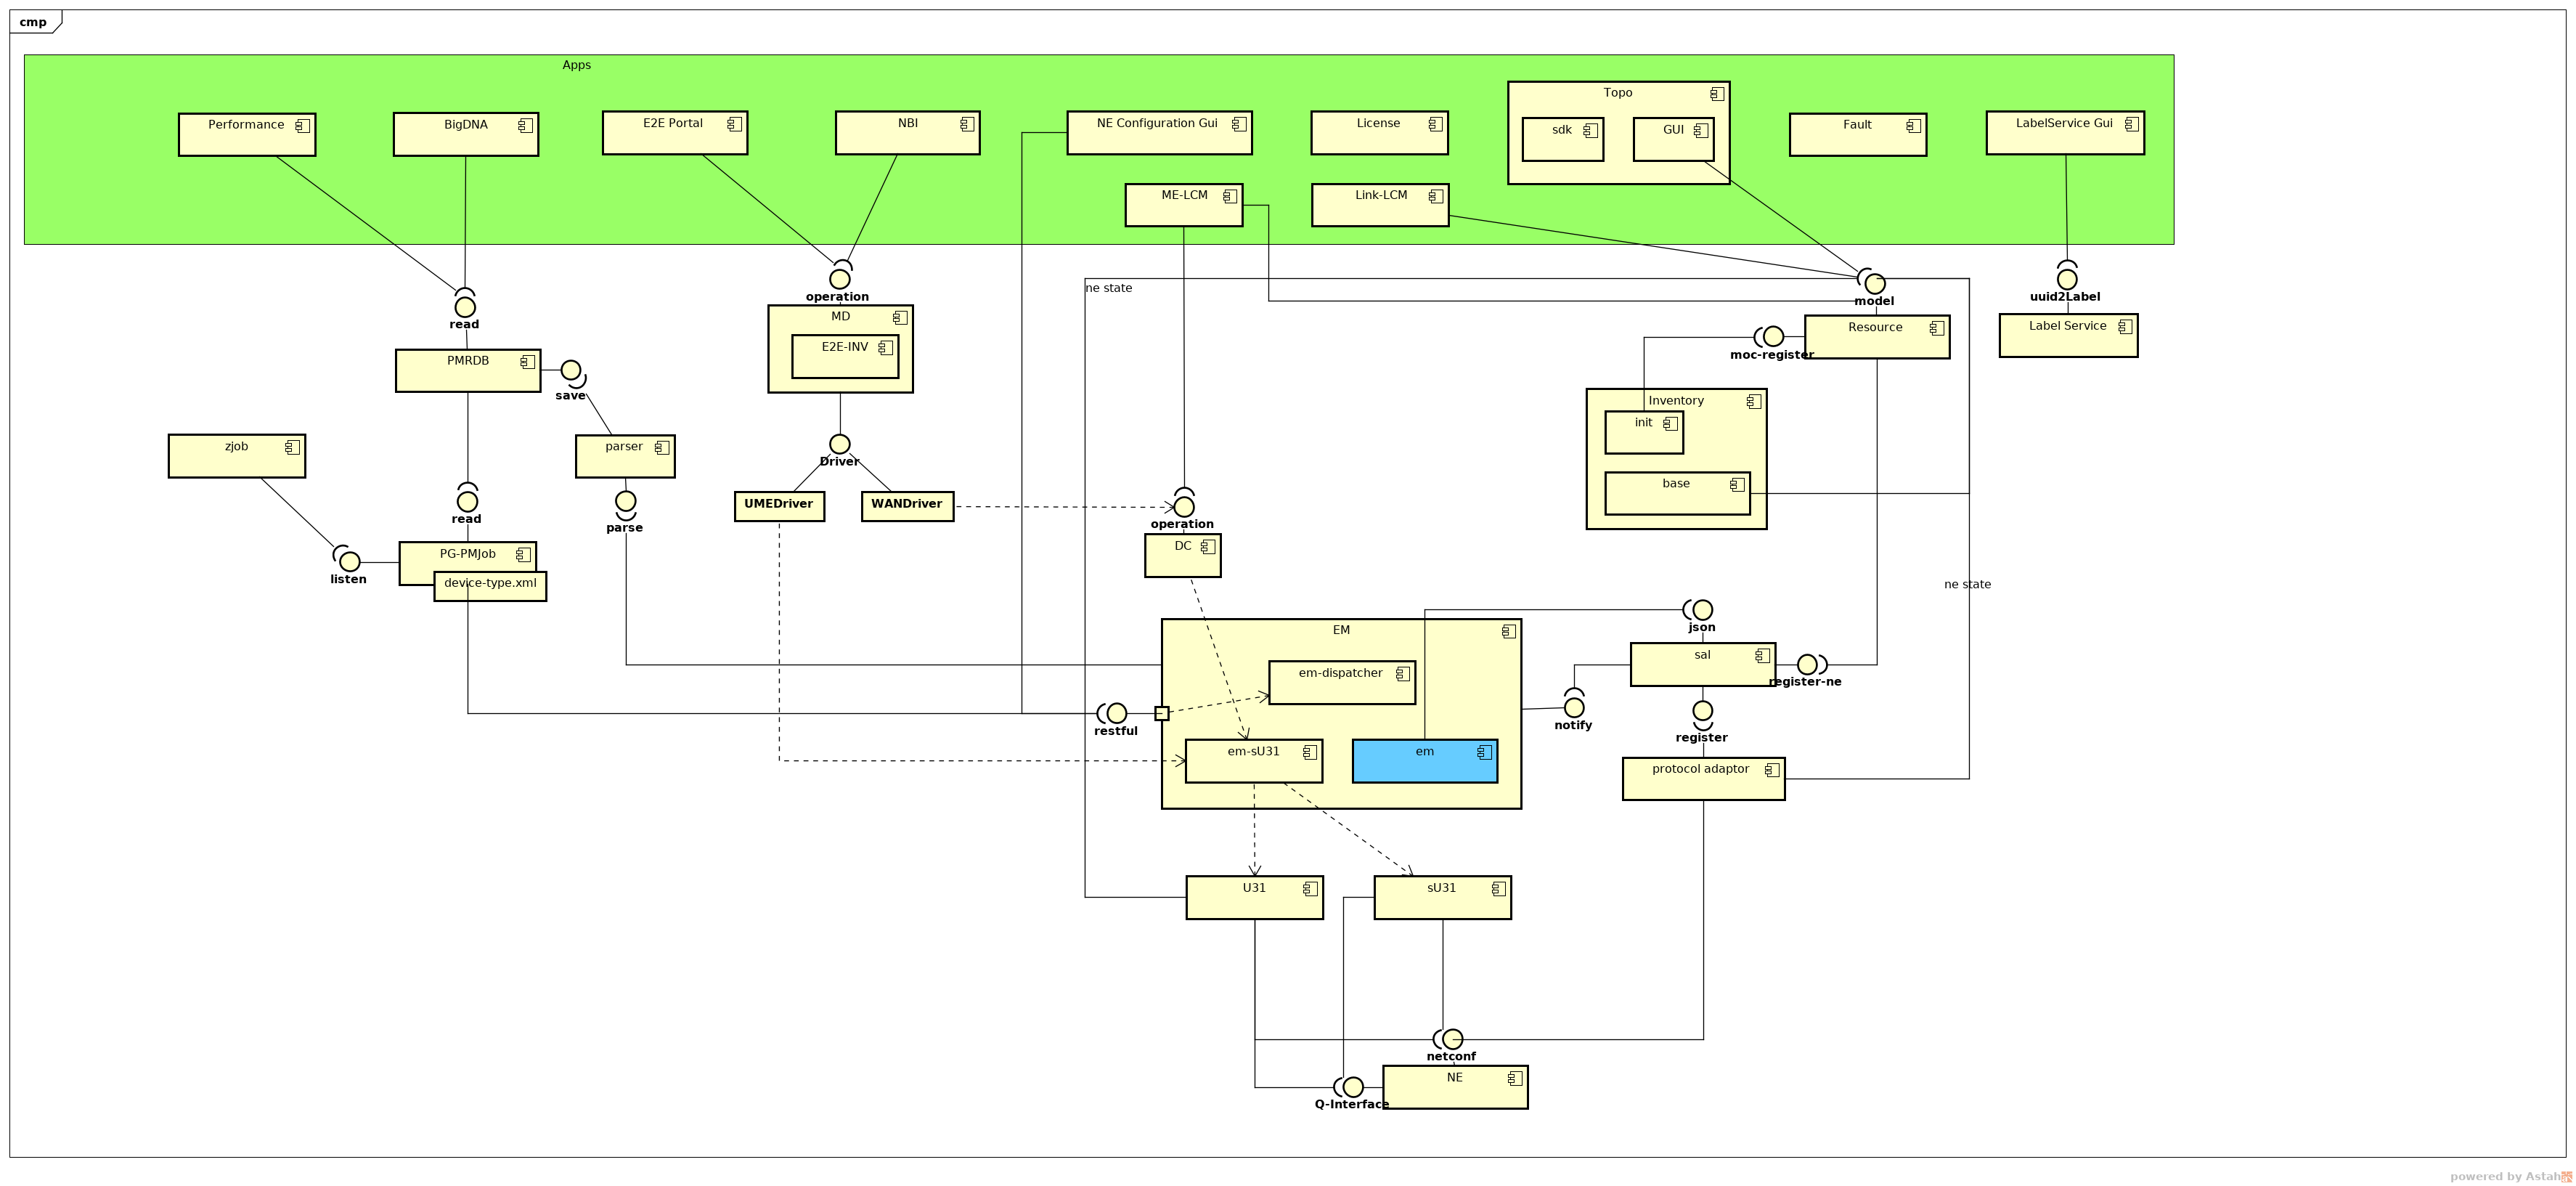 cmp
Apps
Performance
BigDNA
E2E Portal
NBI
NE Configuration Gui
License
Topo
sdk
GUI
Fault
LabelService Gui
ME-LCM
Link-LCM
read
operation
ne state
model
uuid2Label
MD
E2E-INV
Resource
Label Service
moc-register
PMRDB
save
Inventory
init
base
zjob
parser
Driver
UMEDriver
WANDriver
read
parse
operation
DC
PG-PMJob
device-type.xml
listen
ne state
EM
json
em-dispatcher
sal
register-ne
restful
notify
register
em-sU31
em
protocol adaptor
U31
sU31
netconf
NE
Q-Interface
powered by Astah